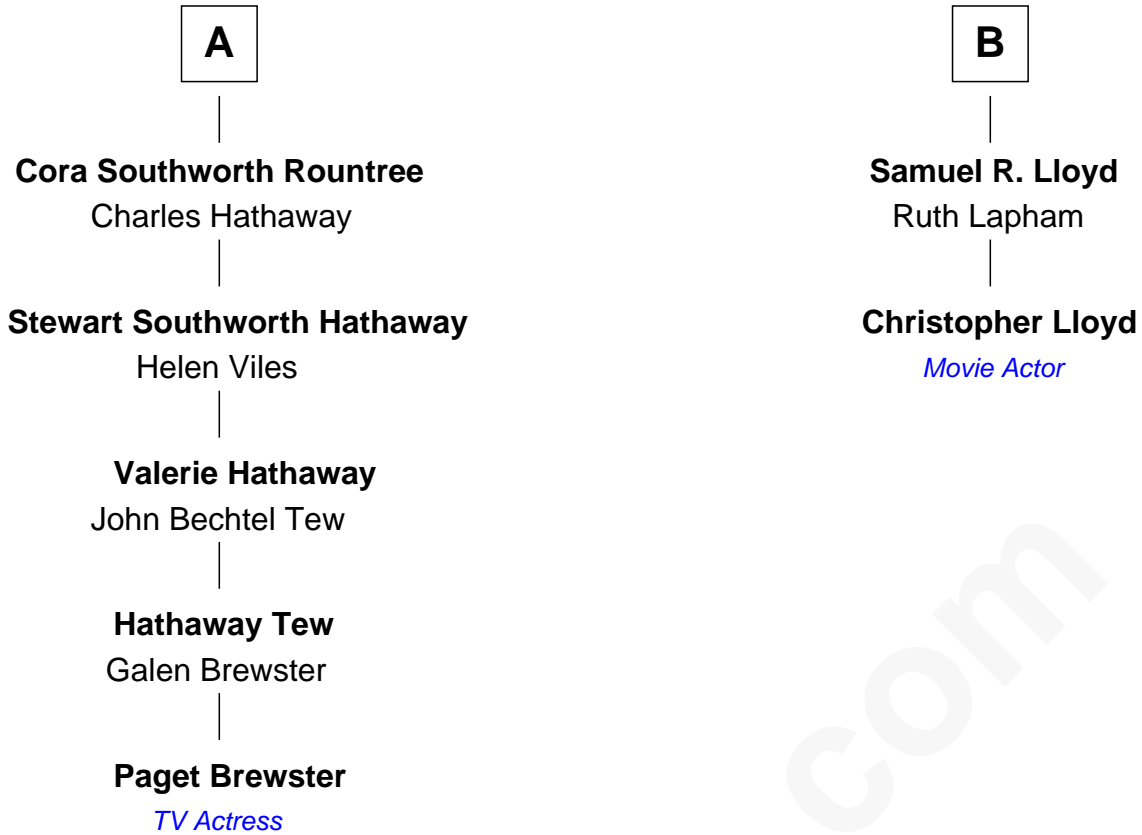 A
Cora Southworth Rountree
Charles Hathaway
Stewart Southworth Hathaway
Helen Viles
Valerie Hathaway
John Bechtel Tew
Hathaway Tew
Galen Brewster
Paget Brewster
TV Actress
B
Samuel R. Lloyd
Ruth Lapham
Christopher Lloyd
Movie Actor
com